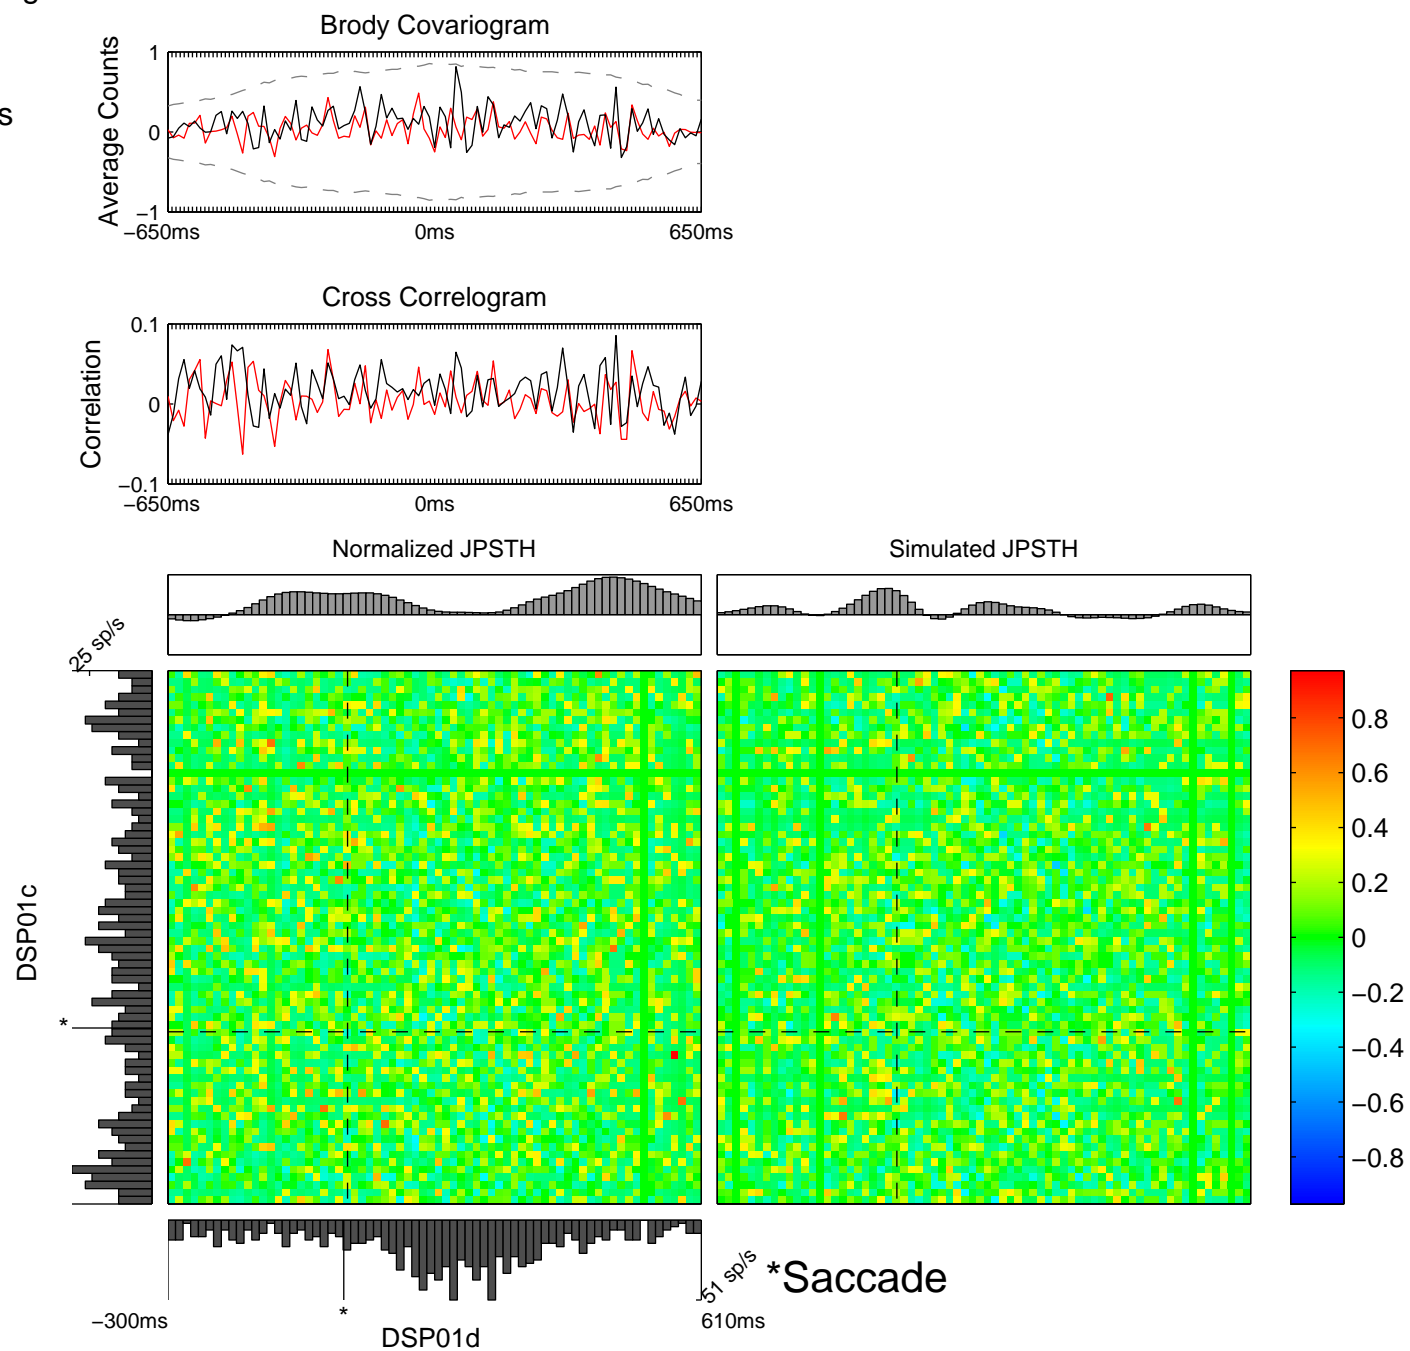 g
Brody Covariogram
s
Average Counts
1
0
−1
−650ms 0ms 650ms
Cross Correlogram
Correlation
0.1
0
−0.1
−650ms 0ms 650ms
Normalized JPSTH
Simulated JPSTH
25 sp/s
DSP01c
*
0.8
0.6
0.4
0.2
0
−0.2
−0.4
−0.6
−0.8
51 sp/s
*Saccade
*
−300ms
610ms
DSP01d